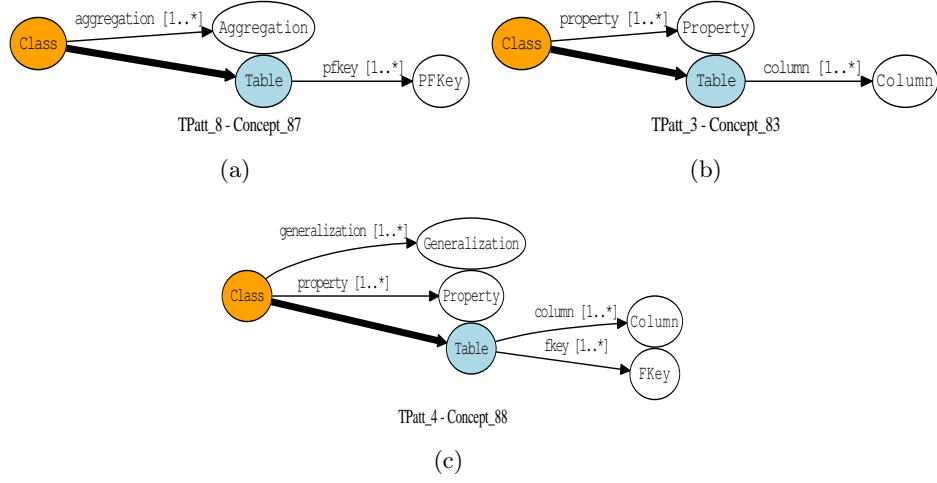 aggregation [1..*]
Aggregation
Class
pfkey [1..*]
Table
PFKey
TPatt_8 - Concept_87
(a)
property [1..*]
Property
Class
column [1..*]
Table
Column
TPatt_3 - Concept_83
(b)
generalization [1..*]
Generalization
property [1..*]
Class
Property
column [1..*]
Column
Table
fkey [1..*]
FKey
TPatt_4 - Concept_88
(c)